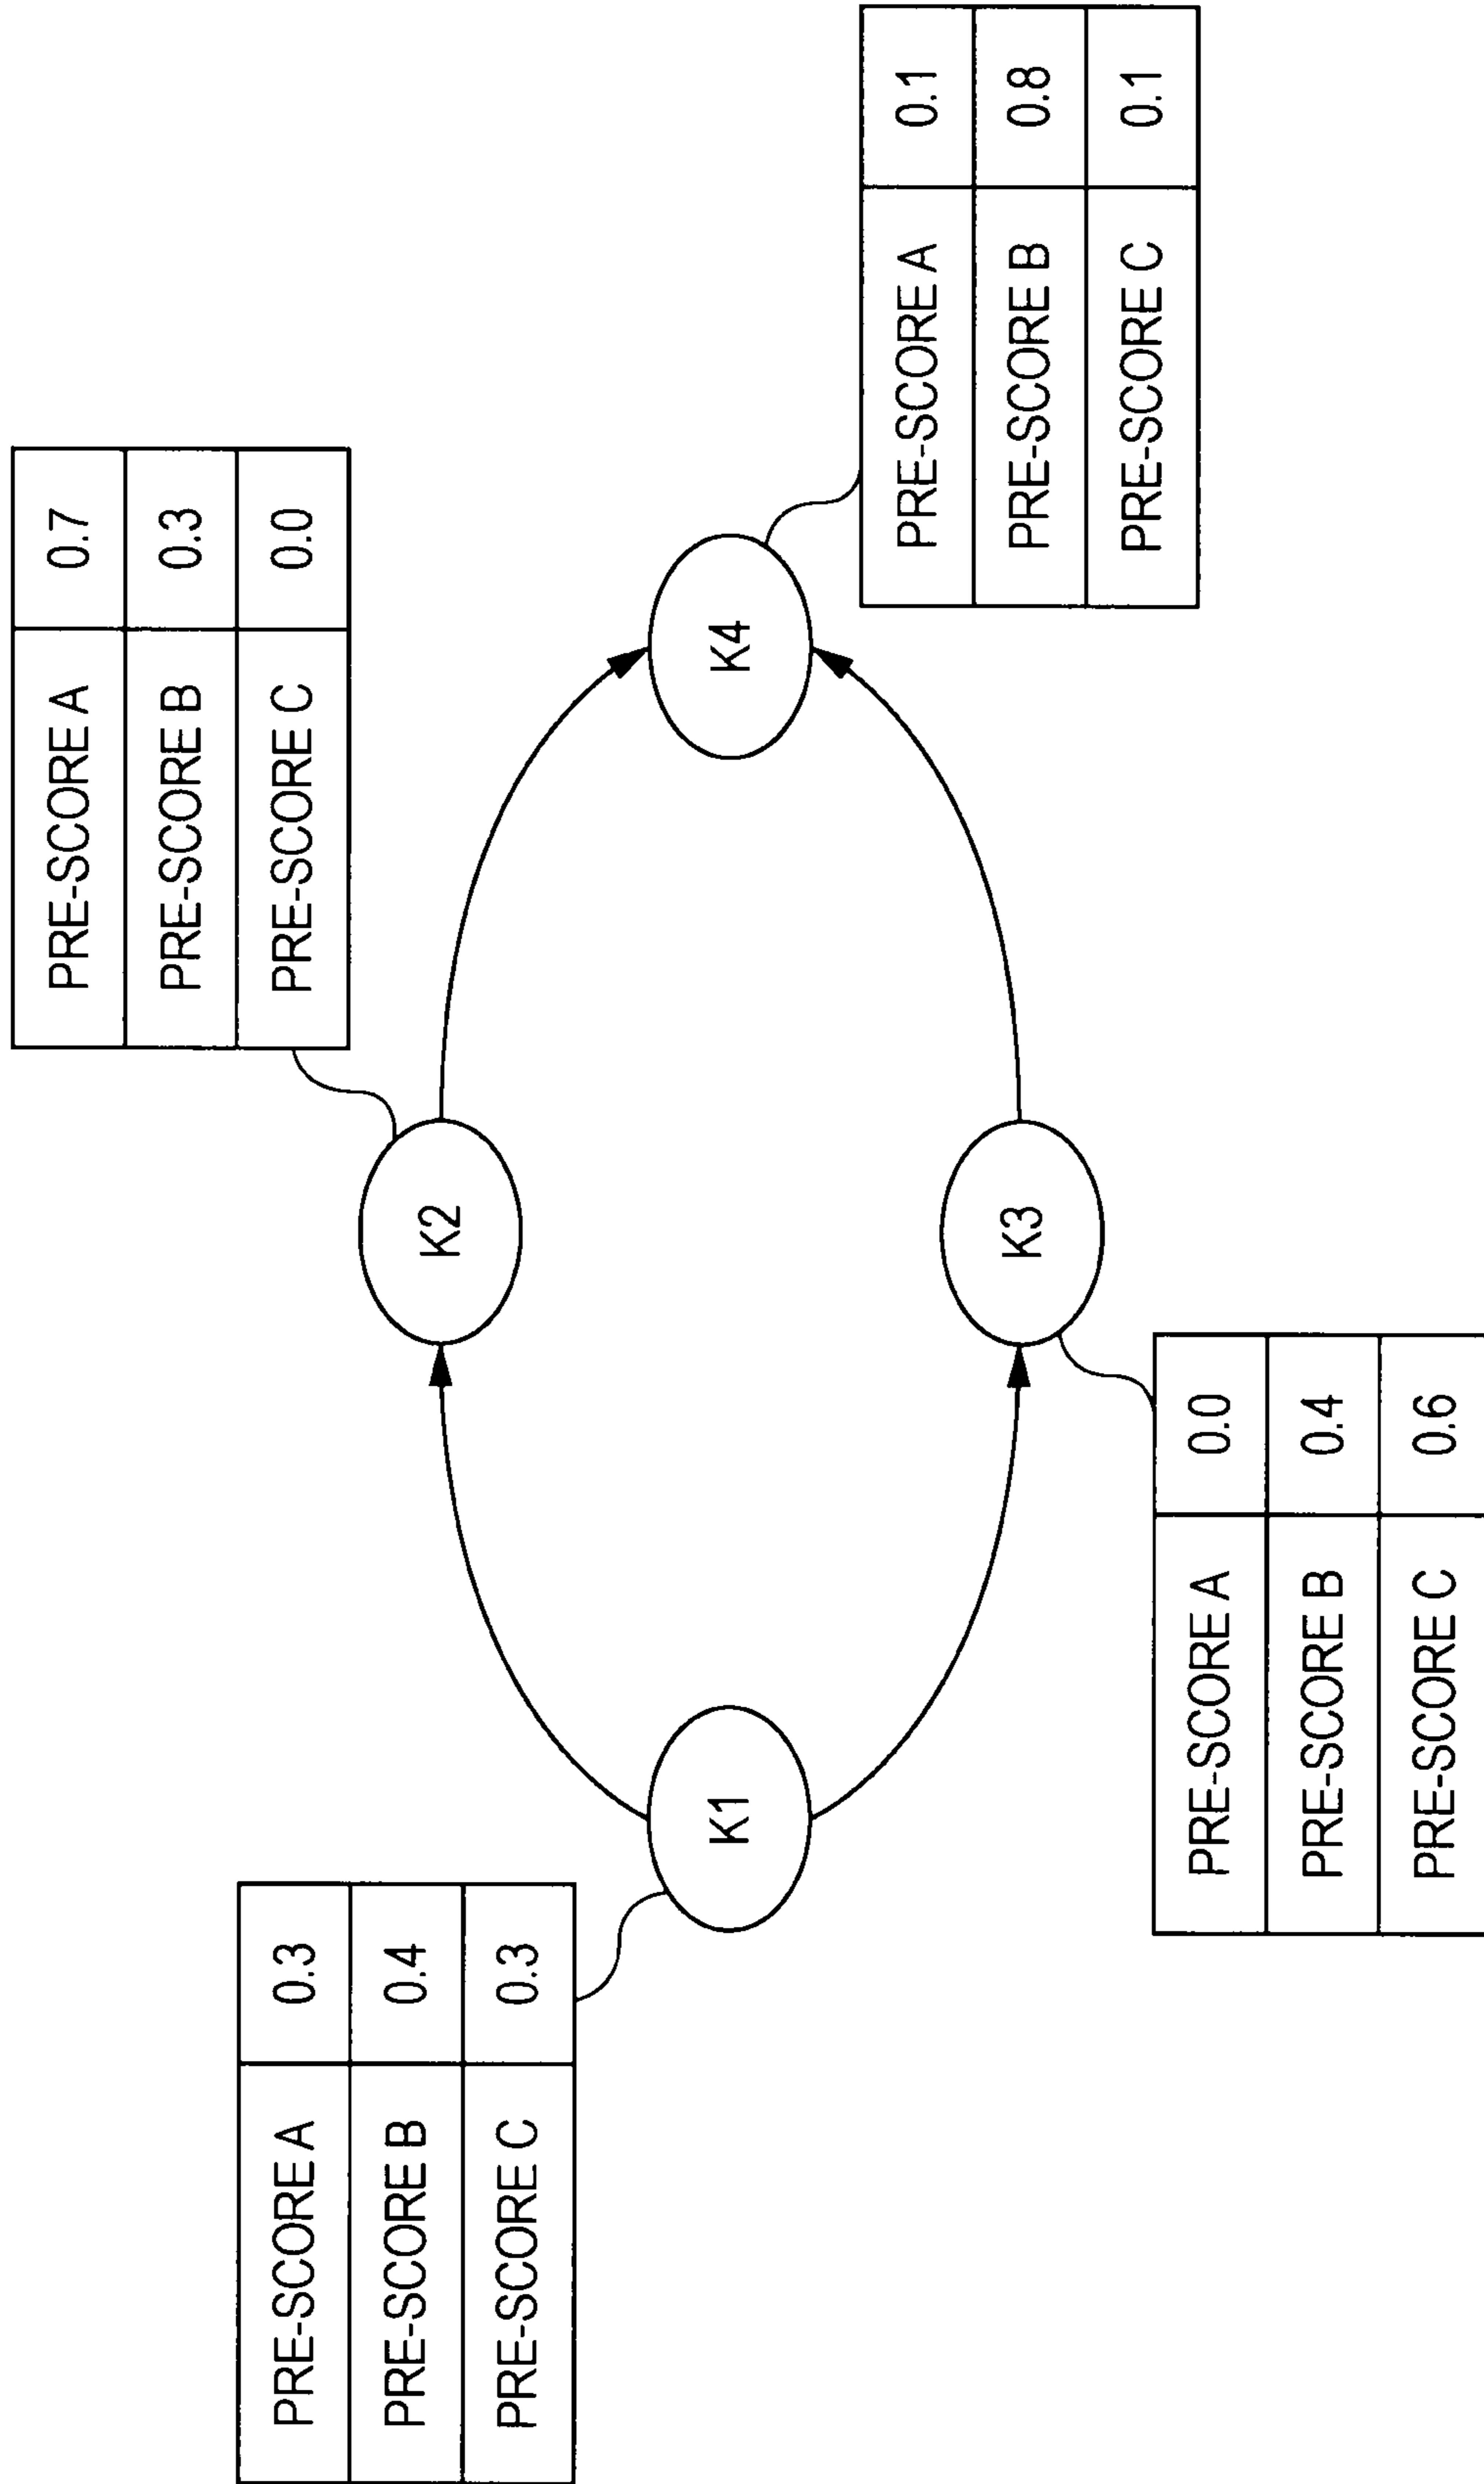 PRE-SCORE A 0.7
PRE-SCORE B 0.3
PRE-SCORE C 0.0
PRE-SCORE A 0.3
PRE-SCORE B 0.4
PRE-SCORE C 0.3
K2
K1
K4
K3
PRE-SCORE A 0.1
PRE-SCORE B 0.8
PRE-SCORE C 0.1
PRE-SCORE A 0.0
PRE-SCORE B 0.4
PRE-SCORE C 0.6